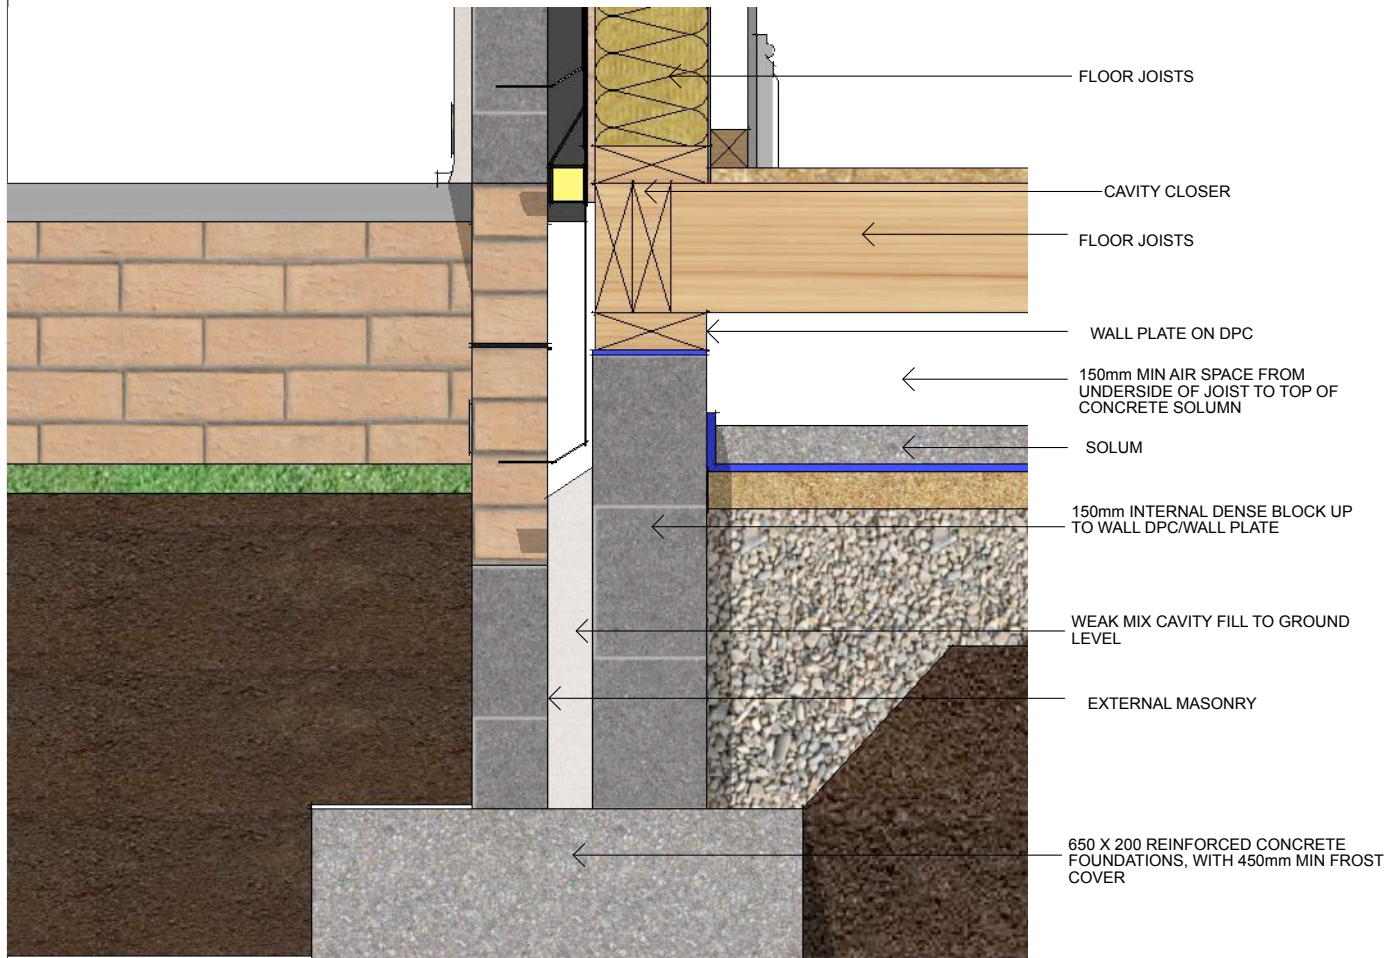 FLOOR JOISTS
CAVITY CLOSER
FLOOR JOISTS
WALL PLATE ON DPC
150mm MIN AIR SPACE FROM
UNDERSIDE OF JOIST TO TOP OF
CONCRETE SOLUMN
SOLUM
150mm INTERNAL DENSE BLOCK UP
TO WALL DPC/WALL PLATE
WEAK MIX CAVITY FILL TO GROUND
LEVEL
EXTERNAL MASONRY
650 X 200 REINFORCED CONCRETE
FOUNDATIONS, WITH 450mm MIN FROST
COVER